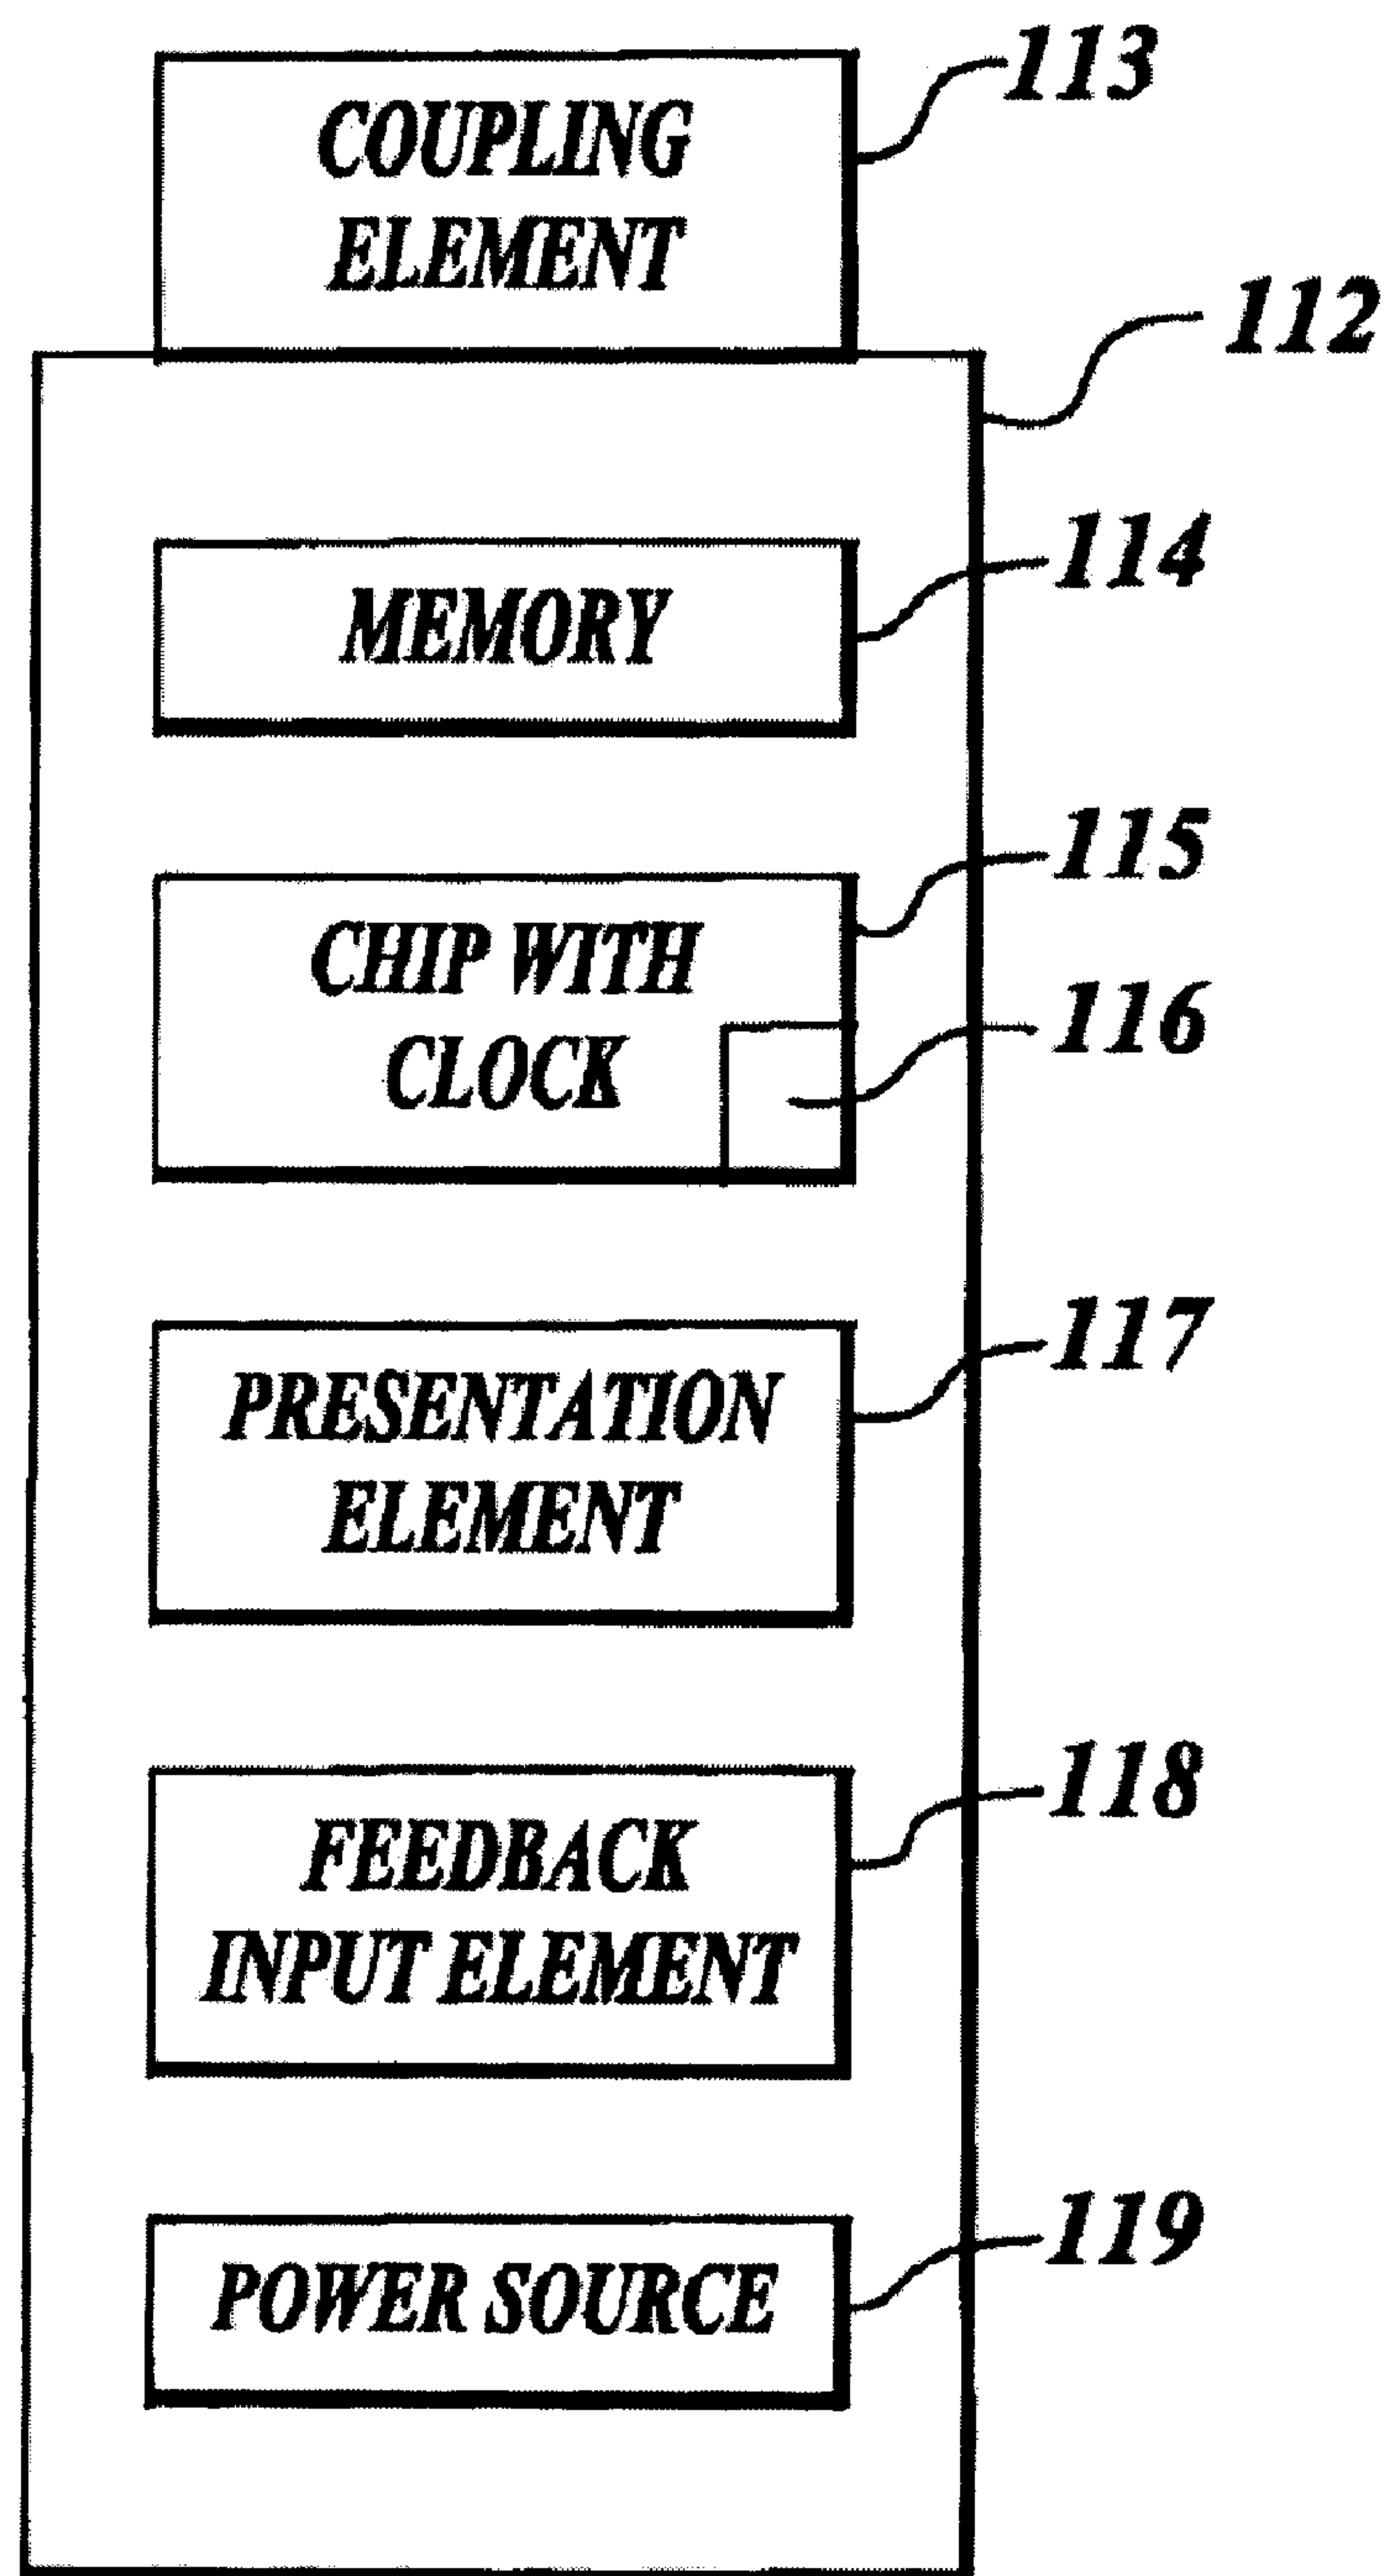 113
COUPLING
ELEMENT
112
114
MEMORY
115
CHIP WITH
CLOCK
116
117
PRESENTATION
ELEMENT
118
FEEDBACK
INPUT ELEMENT
119
POWER SOURCE